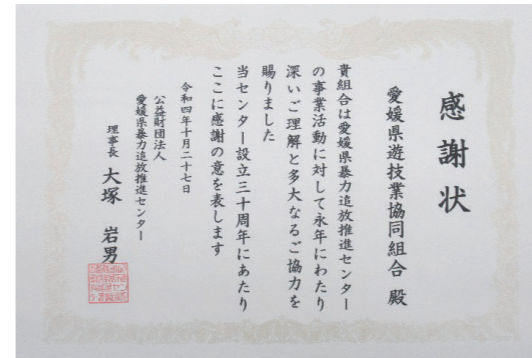 感謝状
愛媛県遊技業協同組合 殿
貴組合は愛媛県暴力追放推進センター
の事業活動に対して永年にわたり
深いご理解と多大なるご協力を
賜りました
当センター設立三十周年にあたり
ここに感謝の意を表します
令和四年十月二十七日
公益財団法人
愛媛県暴力追放推進センター
理事長 大塚 岩男